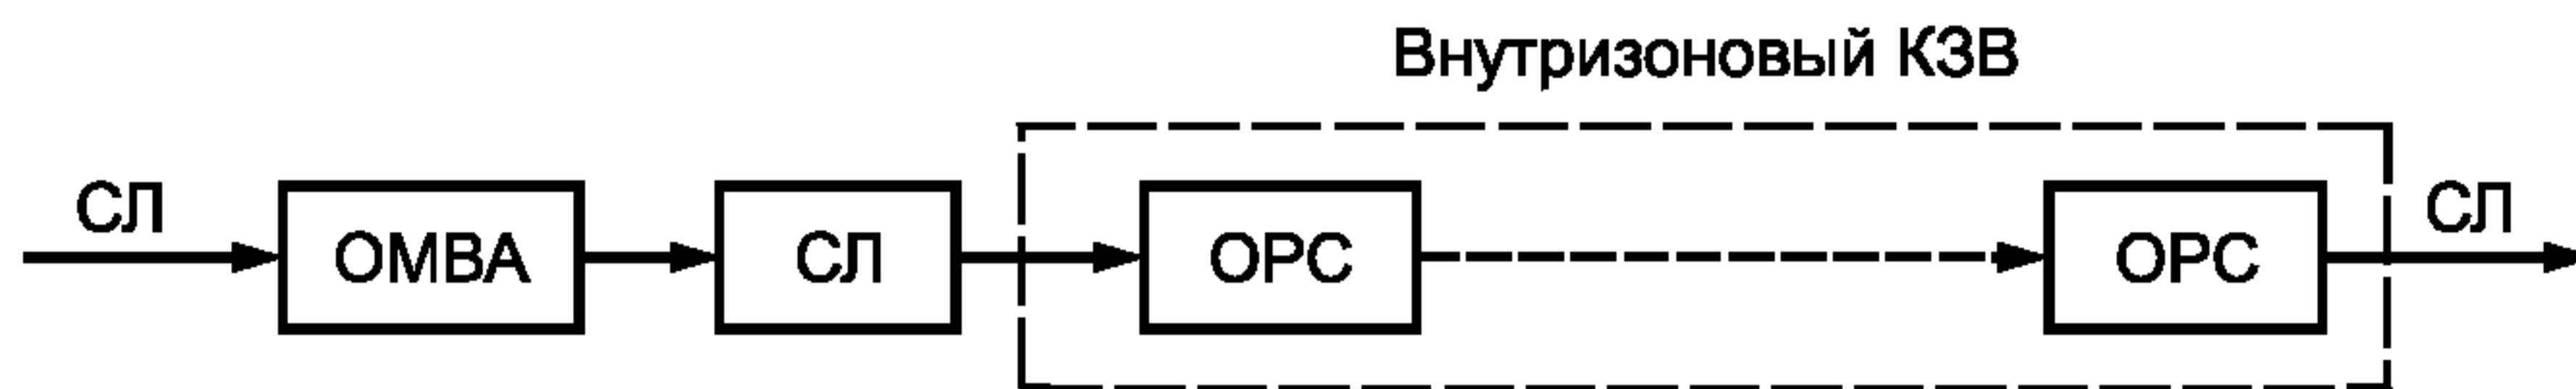 Внутризоновый КЗВ
СЛ
ОМВА
СЛ
ОРС
ОРС
СЛ